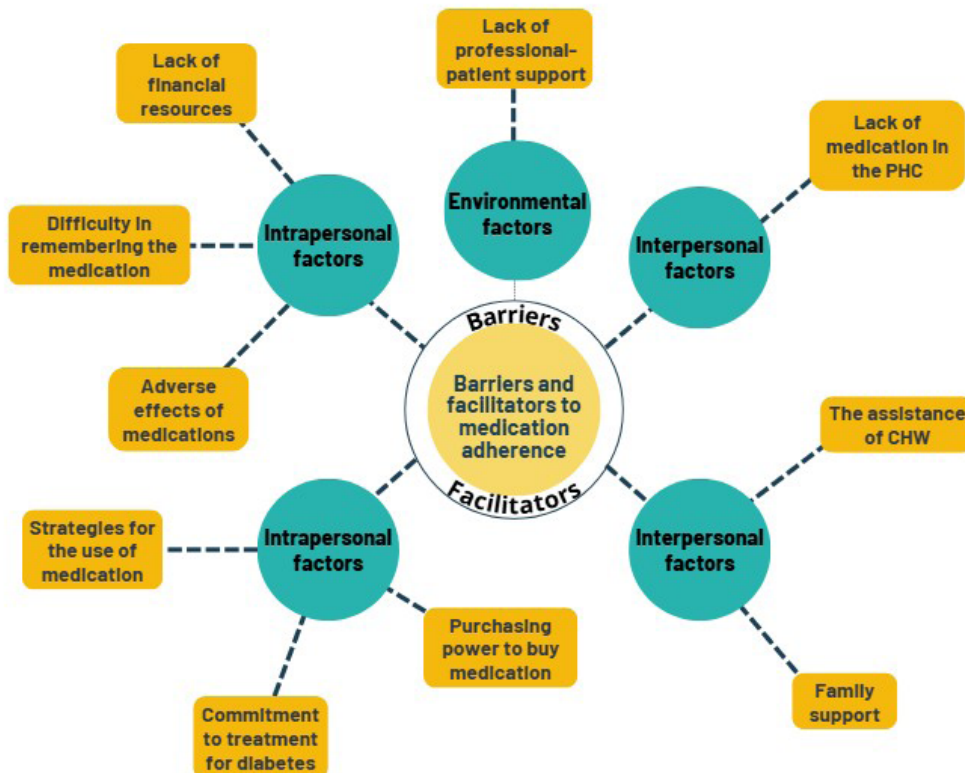 Lack of
professional-
patient support
Lack of
financial
resources
Lack of
medication in
the PHC
Difficulty in
remembering the
medication
Intrapersonal
factors
Environmental
factors
Interpersonal
factors
Adverse
effects of
medications
Barriers
Barriers and
facilitators to
medication
adherence
Facilitators
The assistance
of CHW
Strategies for
the use of
medication
Intrapersonal
factors
Interpersonal
factors
Purchasing
power to buy
medication
Commitment
to treatment
for diabetes
Family
support